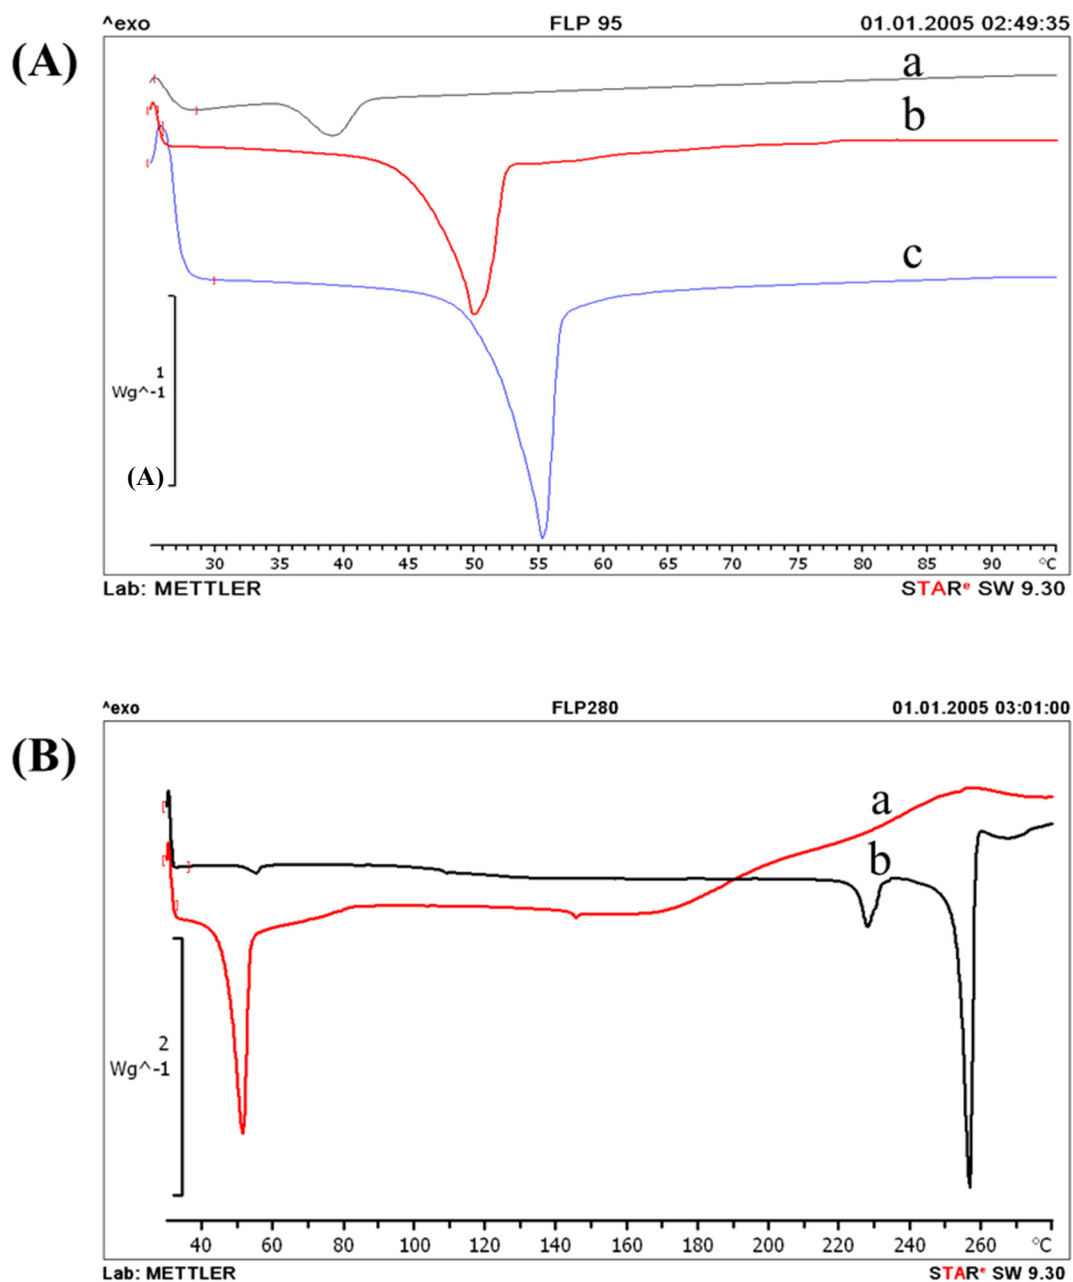 (A)
^exo FLP 95 01.01.2005 02:49:35
a
b
c
1
Wg^-1
(A)
30 35 40 45 50 55 60 65 70 75 80 85 90 °C
Lab: METTLER STARe SW 9.30
(B)
^exo FLP280 01.01.2005 03:01:00
a
b
2
Wg^-1
40 60 80 100 120 140 160 180 200 220 240 260 °C
Lab: METTLER STARe SW 9.30